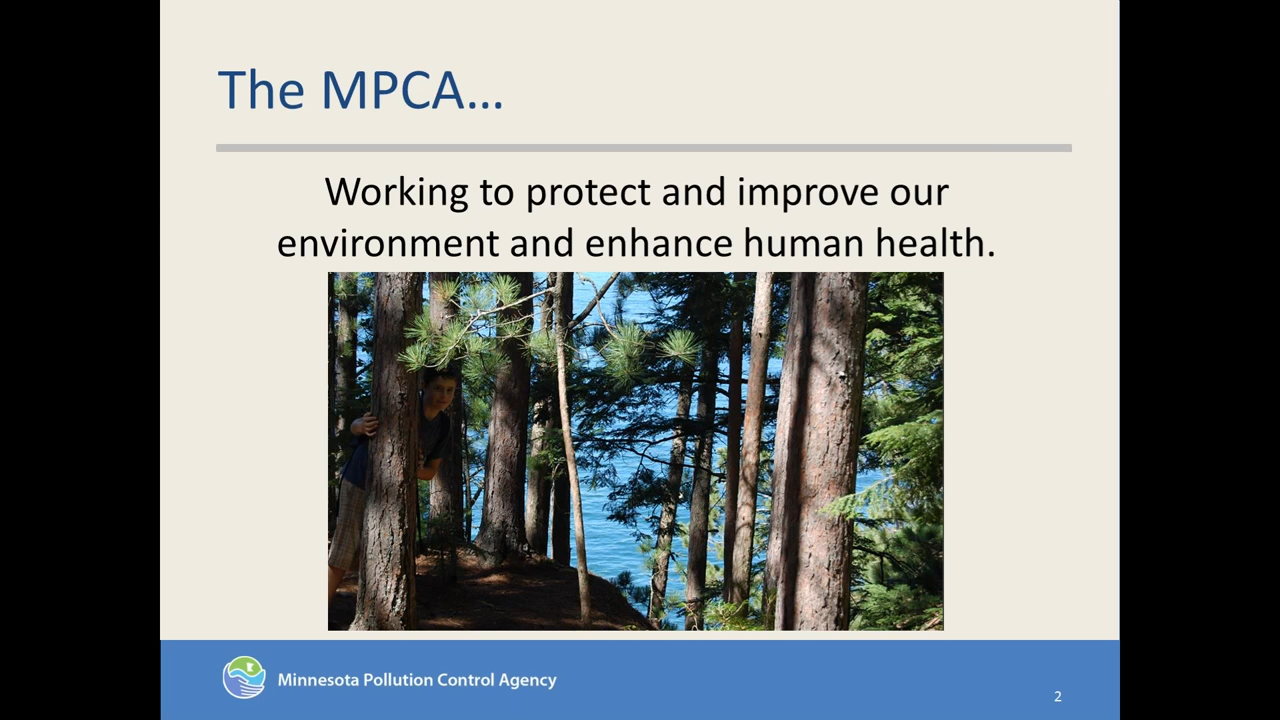 The MPCA…
Working to protect and improve our
environment and enhance human health.
Minnesota Pollution Control Agency
2